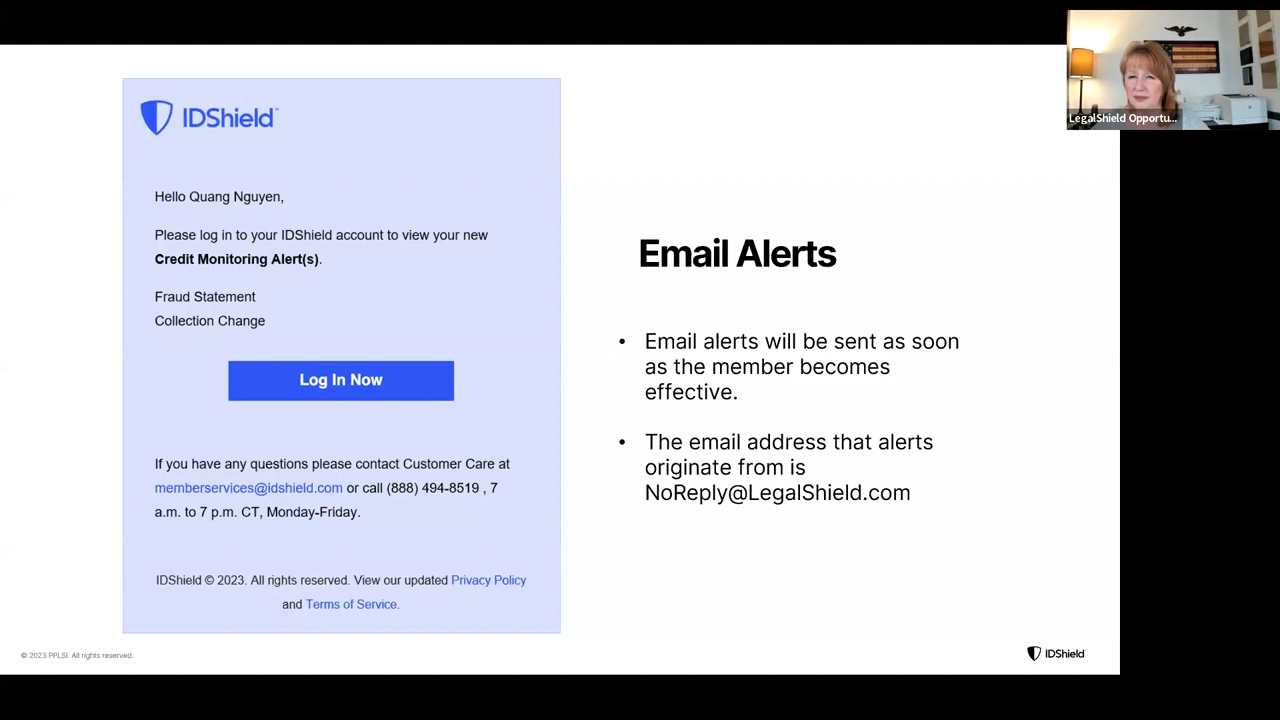 LegalShield Opportu...
IDShield™
Hello Quang Nguyen,
Please log in to your IDShield account to view your new
Credit Monitoring Alert(s).
Fraud Statement
Collection Change
Log In Now
If you have any questions please contact Customer Care at
memberservices@idshield.com or call (888) 494-8519 , 7
a.m. to 7 p.m. CT, Monday-Friday.
IDShield © 2023. All rights reserved. View our updated Privacy Policy
and Terms of Service.
Email Alerts
• Email alerts will be sent as soon
as the member becomes
effective.
• The email address that alerts
originate from is
NoReply@LegalShield.com
© 2023 PPLSI. All rights reserved.
IDShield